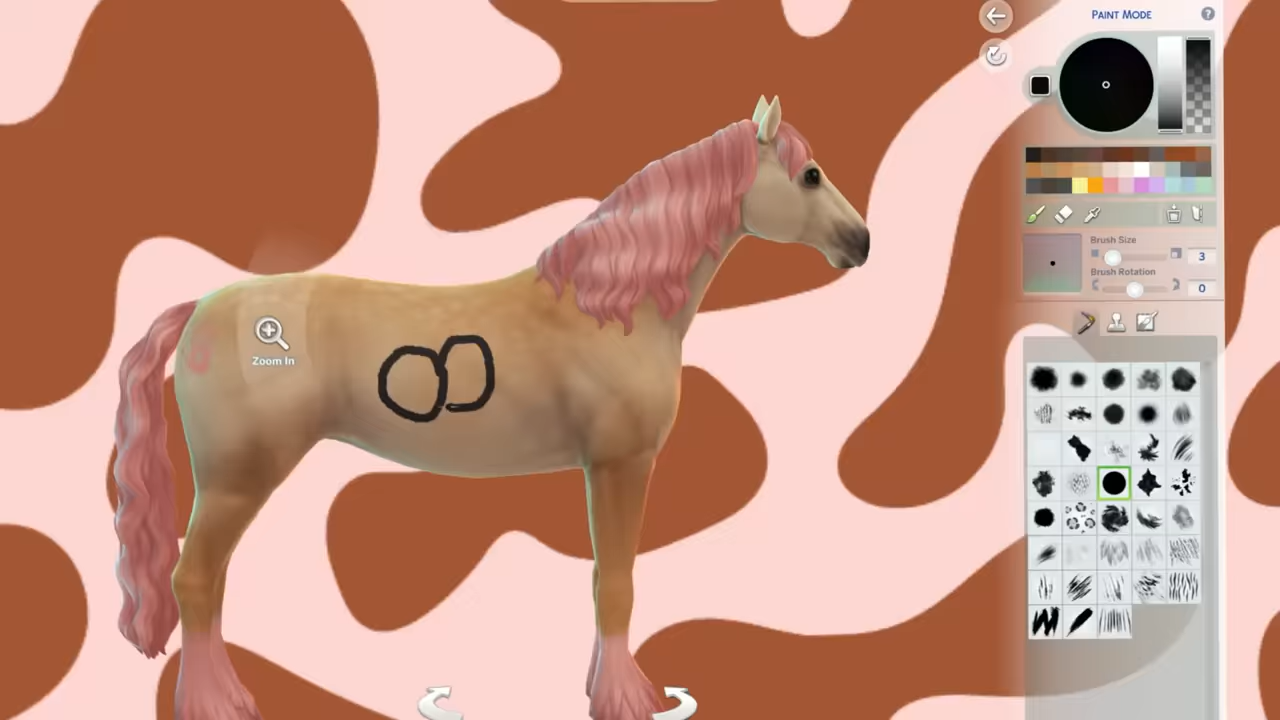 PAINT MODE
?
Brush Size
3
Brush Rotation
0
Zoom In